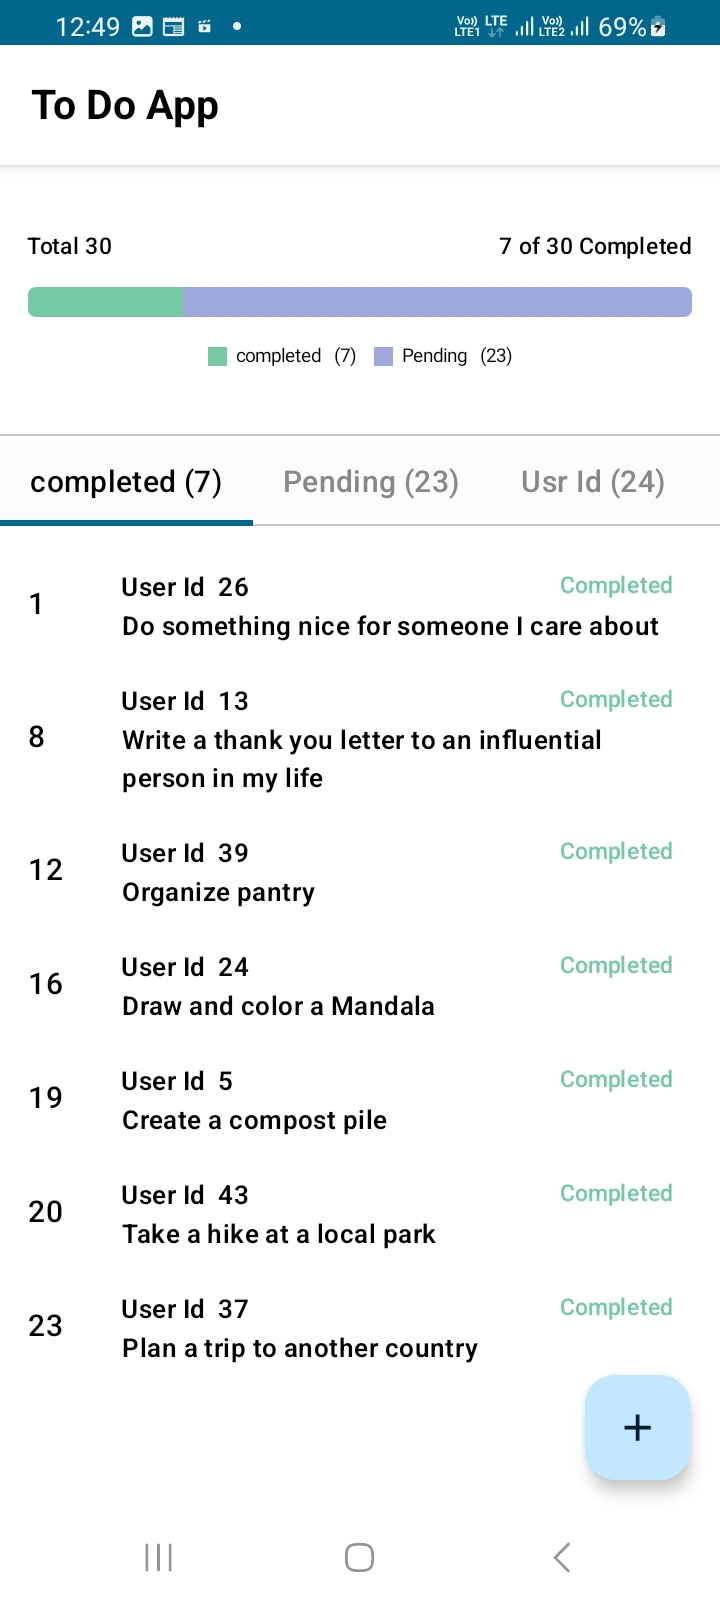 12:49 Vo) LTE1 LTE Vo) LTE2 69%
To Do App
Total 30 7 of 30 Completed
completed (7) Pending (23)
completed (7) Pending (23) Usr Id (24)
1 User Id 26 Completed
Do something nice for someone I care about
8 User Id 13 Completed
Write a thank you letter to an influential
person in my life
12 User Id 39 Completed
Organize pantry
16 User Id 24 Completed
Draw and color a Mandala
19 User Id 5 Completed
Create a compost pile
20 User Id 43 Completed
Take a hike at a local park
23 User Id 37 Completed
Plan a trip to another country
+